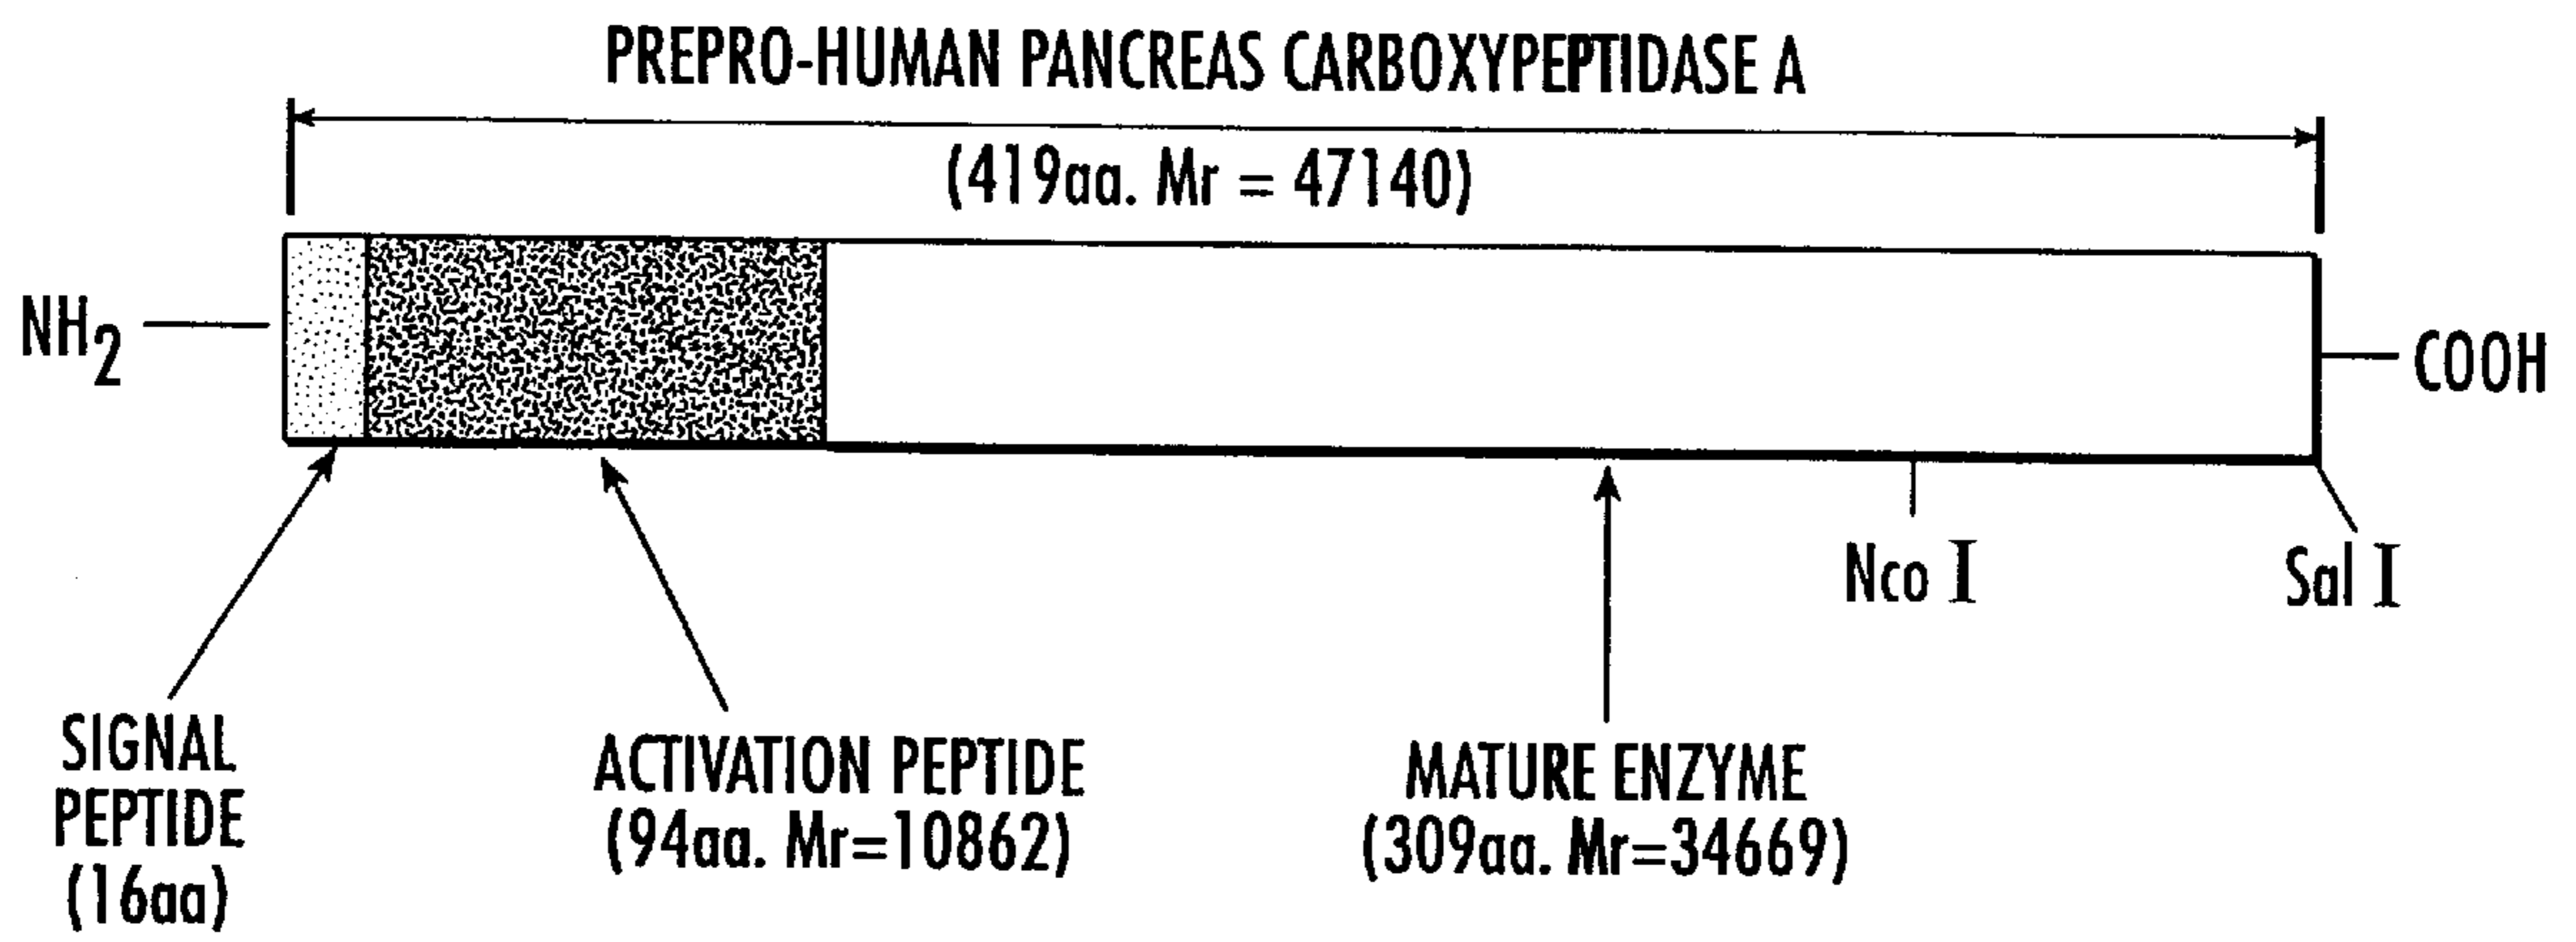 PREPRO-HUMAN PANCREAS CARBOXYPEPTIDASE A
(419aa. Mr = 47140)
NH2
COOH
Nco I
Sal I
SIGNAL
PEPTIDE
(16aa)
ACTIVATION PEPTIDE
(94aa. Mr=10862)
MATURE ENZYME
(309aa. Mr=34669)